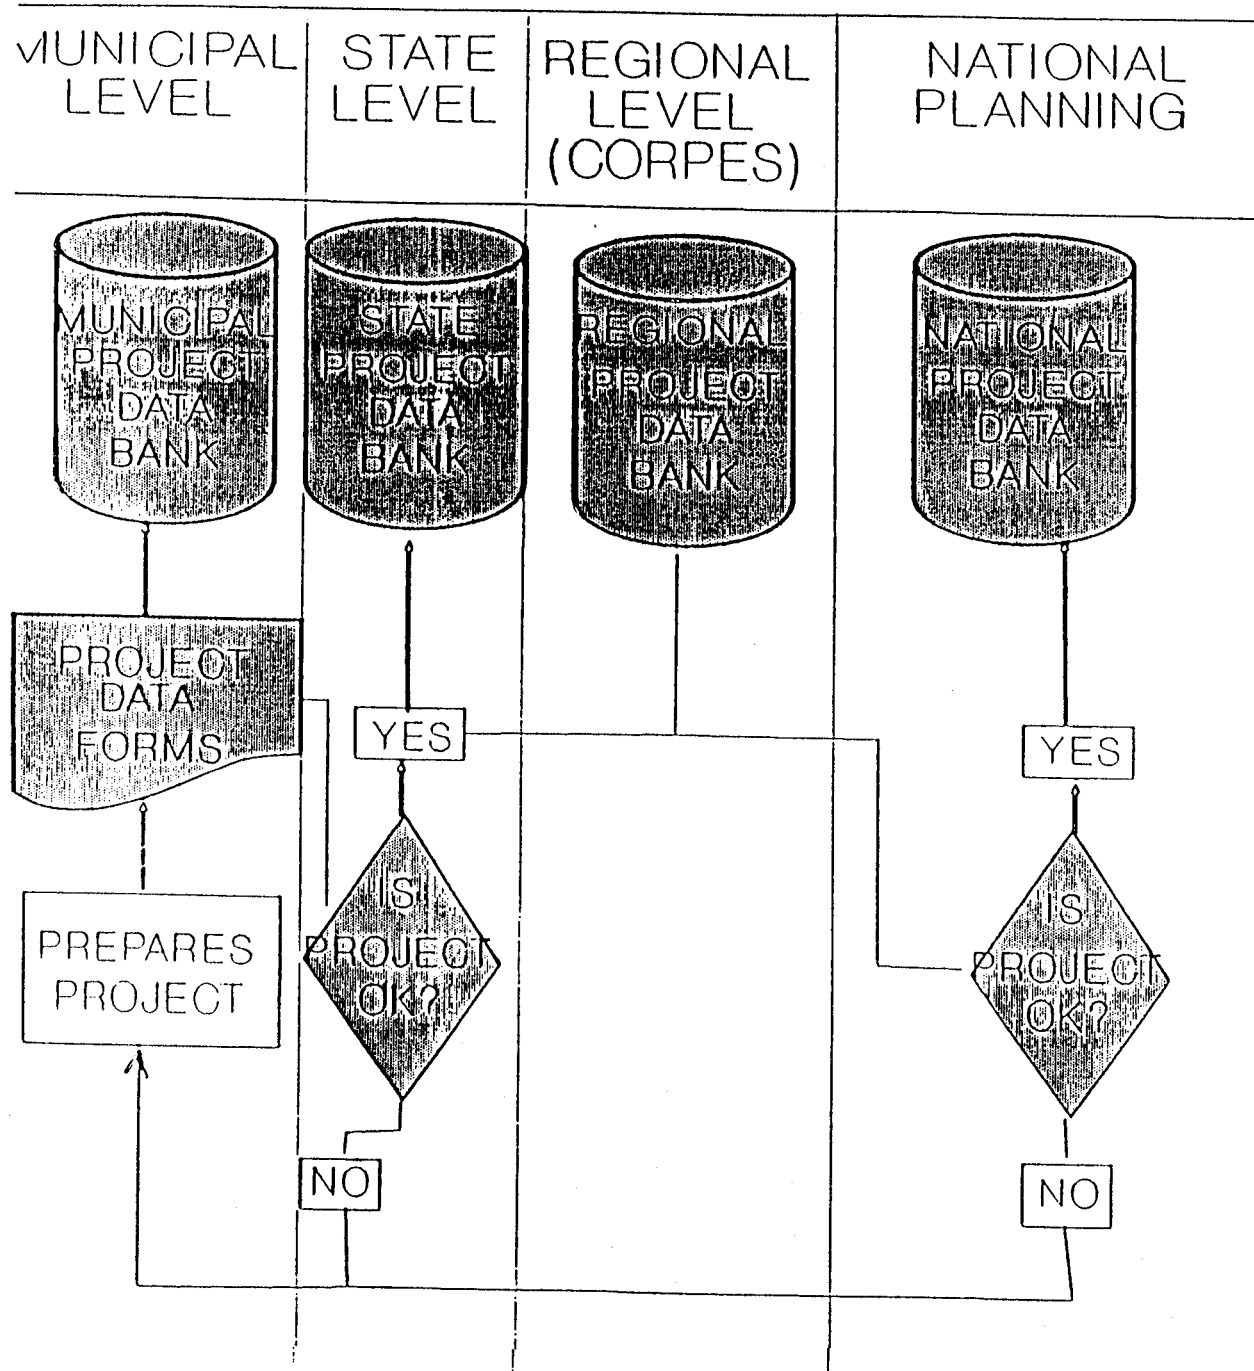 MUNICIPAL
LEVEL
STATE
LEVEL
REGIONAL
LEVEL
(CORPES)
NATIONAL
PLANNING
MUNICIPAL
PROJECT
DATA
BANK
STATE
PROJECT
DATA
BANK
REGIONAL
PROJECT
DATA
BANK
NATIONAL
PROJECT
DATA
BANK
PROJECT
DATA
FORMS
YES
YES
PREPARES
PROJECT
IS
PROJECT
OK?
IS
PROJECT
OK?
NO
NO